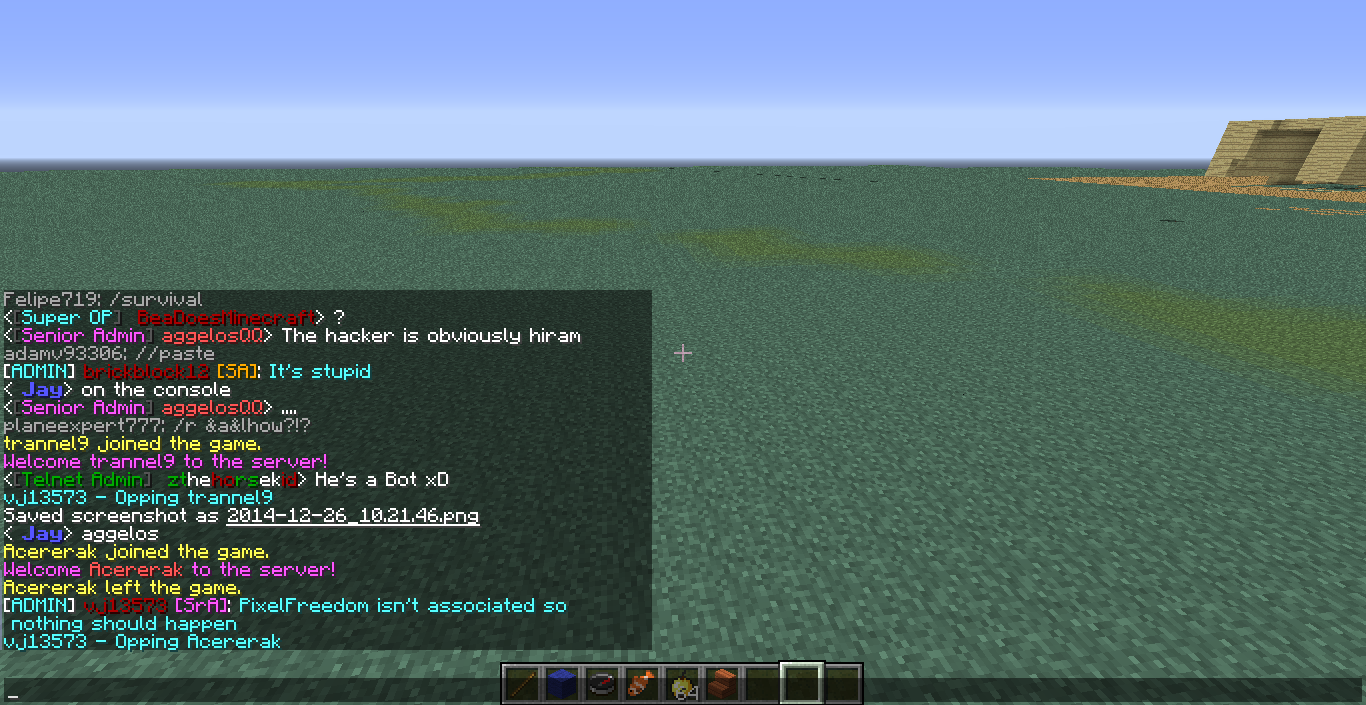 Felipe719: /survival
<[Super OP] BeaDoesMinecraft> ?
<[Senior Admin] aggelosQQ> The hacker is obviously hiram
adamv93306: //paste
[ADMIN] brickblock12 [SA]: It's stupid
< Jay> on the console
<[Senior Admin] aggelosQQ> ....
planeexpert777: /r &a&lhow?!?
trannel9 joined the game.
Welcome trannel9 to the server!
<[Telnet Admin] zthehorsekid> He's a Bot xD
vj13573 - Opping trannel9
Saved screenshot as 2014-12-26_10.21.46.png
< Jay> aggelos
Acererak joined the game.
Welcome Acererak to the server!
Acererak left the game.
[ADMIN] vj13573 [SrA]: PixelFreedom isn't associated so
nothing should happen
vj13573 - Opping Acererak
64
_